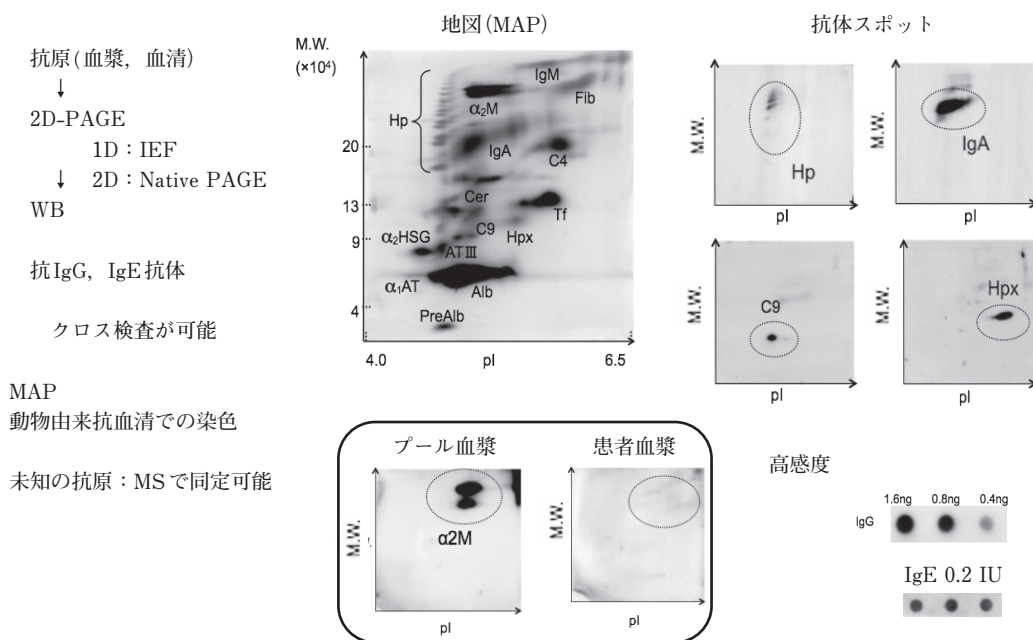 抗原(血漿，血清)
↓
2D-PAGE
1D：IEF
↓ 2D：Native PAGE
WB
抗IgG，IgE抗体
クロス検査が可能
MAP
動物由来抗血清での染色
未知の抗原：MSで同定可能
地図(MAP)
M.W.
(×10⁴)
IgM
Fib
α₂M
Hp
20
IgA
C4
13
Cer
Tf
C9
Hpx
9
α₂HSG
ATⅢ
α₁AT
Alb
4
PreAlb
4.0
pI
6.5
抗体スポット
M.W.
Hp
pI
M.W.
IgA
pI
M.W.
C9
pI
M.W.
Hpx
pI
プール血漿
M.W.
α2M
pI
患者血漿
M.W.
pI
高感度
1.6ng 0.8ng 0.4ng
IgG
IgE 0.2 IU